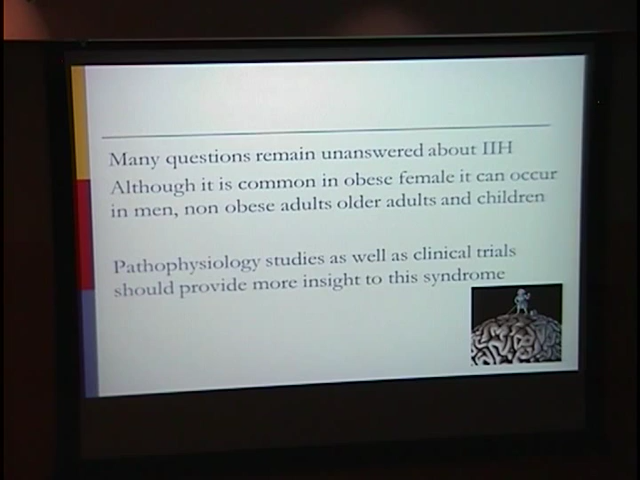 Many questions remain unanswered about IIH
Although it is common in obese female it can occur
in men, non obese adults older adults and children
Pathophysiology studies as well as clinical trials
should provide more insight to this syndrome